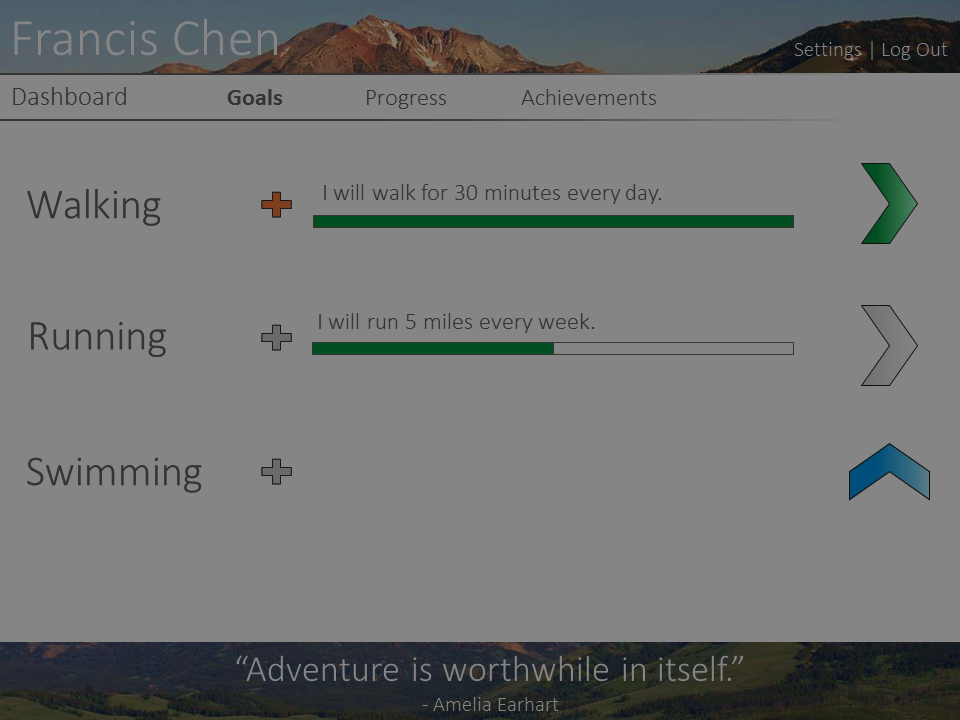 Francis Chen
Settings | Log Out
Dashboard Goals Progress Achievements
Walking
I will walk for 30 minutes every day.
Running
I will run 5 miles every week.
Swimming
“Adventure is worthwhile in itself.”
- Amelia Earhart